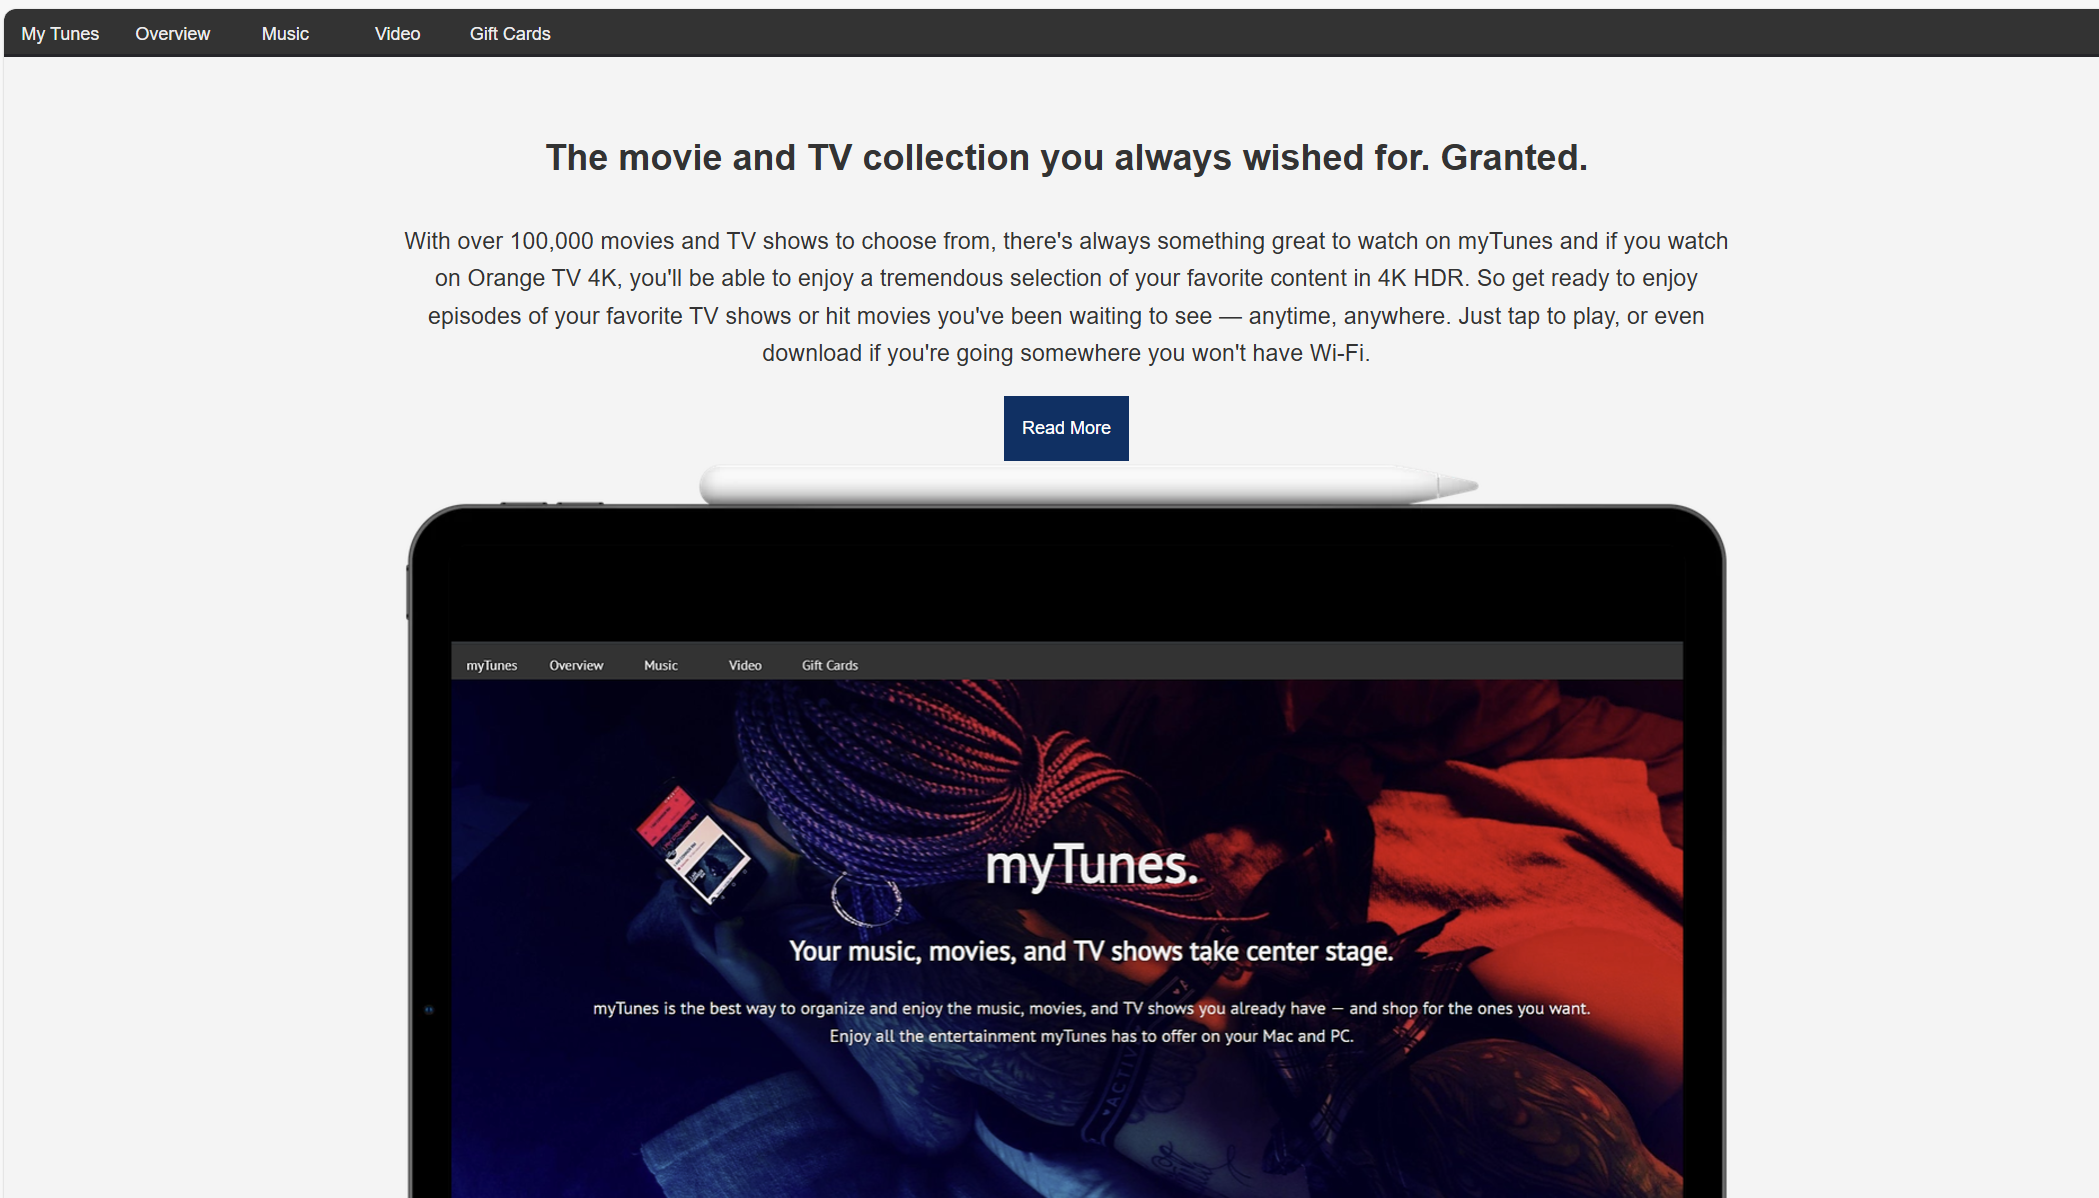 My Tunes Overview Music Video Gift Cards
The movie and TV collection you always wished for. Granted.
With over 100,000 movies and TV shows to choose from, there's always something great to watch on myTunes and if you watch
on Orange TV 4K, you'll be able to enjoy a tremendous selection of your favorite content in 4K HDR. So get ready to enjoy
episodes of your favorite TV shows or hit movies you've been waiting to see — anytime, anywhere. Just tap to play, or even
download if you're going somewhere you won't have Wi-Fi.
Read More
myTunes Overview Music Video Gift Cards
myTunes.
Your music, movies, and TV shows take center stage.
myTunes is the best way to organize and enjoy the music, movies, and TV shows you already have — and shop for the ones you want.
Enjoy all the entertainment myTunes has to offer on your Mac and PC.